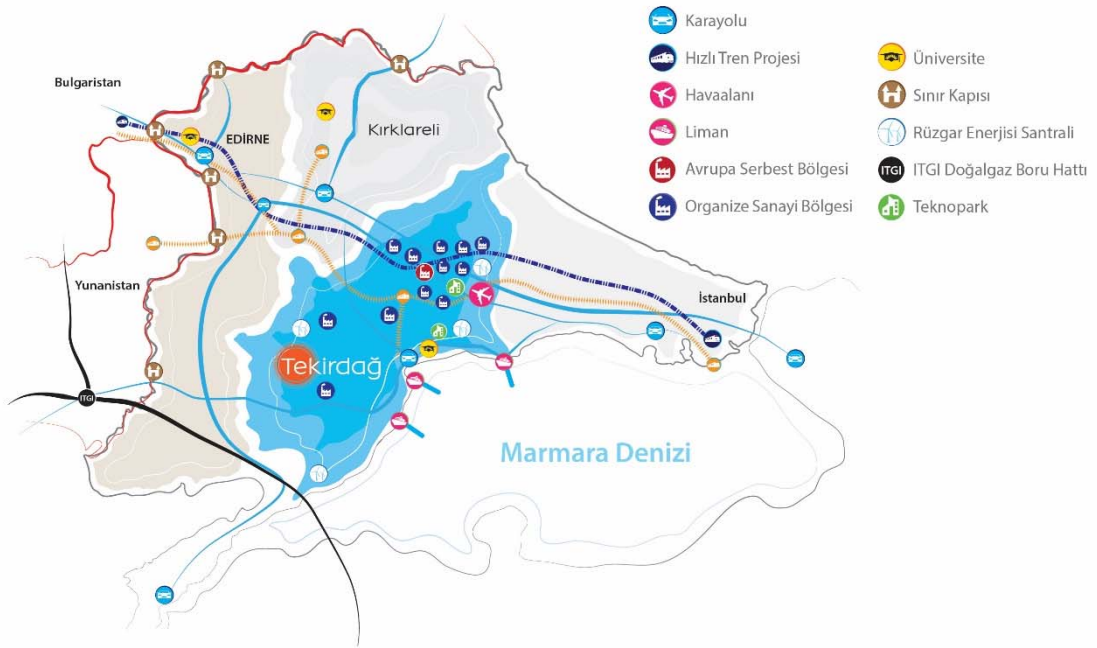 Karayolu
Hızlı Tren Projesi
Havaalanı
Liman
Avrupa Serbest Bölgesi
Organize Sanayi Bölgesi
Üniversite
Sınır Kapısı
Rüzgar Enerjisi Santrali
ITGI
ITGI Doğalgaz Boru Hattı
Teknopark
Bulgaristan
EDİRNE
Kırklareli
Yunanistan
İstanbul
Tekirdağ
ITGI
Marmara Denizi